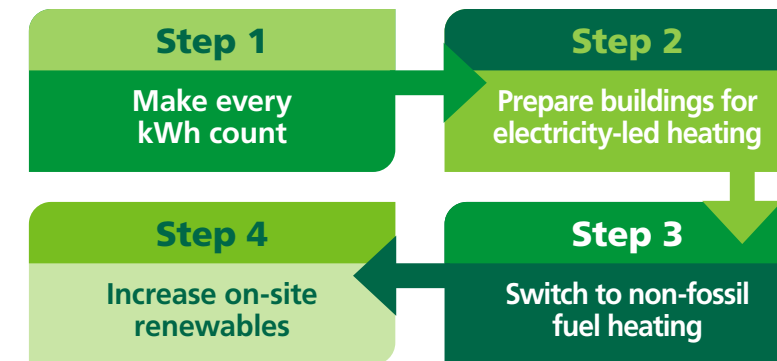 Step 1
Make every
kWh count
Step 2
Prepare buildings for
electricity-led heating
Step 3
Switch to non-fossil
fuel heating
Step 4
Increase on-site
renewables